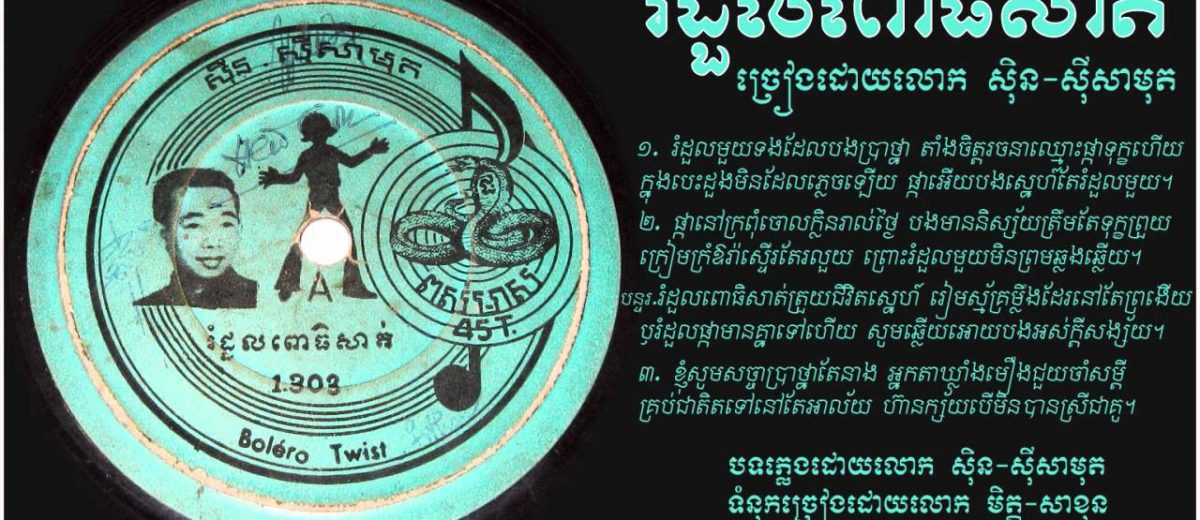 ស៊ីន-ស៊ីសាមុត
A
ពស់មាស
45T.
រំដួលពោធិសាត់
1.303
Boléro Twist
រំដួលពោធិសាត់
ច្រៀងដោយលោក ស៊ិន-ស៊ីសាមុត
១. រំដួលមួយទងដែលបងប្រាថ្នា តាំងចិត្តរចនាឈ្មោះផ្កាទុក្ខហើយ
ក្នុងបេះដួងមិនដែលភ្លេចឡើយ ផ្កាអើយបងស្នេហ៍តែរំដួលមួយ។
២. ផ្កានៅក្រពុំចោលក្លិនរាល់ថ្ងៃ បងមាននិស្ស័យត្រឹមតែទុក្ខព្រួយ
ក្រៀមក្រំឱរ៉ាស្ទើរតែរលួយ ព្រោះរំដួលមួយមិនព្រមឆ្លងឆ្លើយ។
បន្ទរ.រំដួលពោធិសាត់ត្រួយជីវិតស្នេហ៍ រៀមស្ម័គ្រម្លឹងដែរនៅតែព្រងើយ
ឬរំដួលផ្កាមានគ្នាទៅហើយ សូមឆ្លើយអោយបងអស់ក្តីសង្ស័យ។
៣. ខ្ញុំសូមសច្ចាប្រាថ្នាតែនាង អ្នកតាឃ្លាំងមឿងជួយចាំសម្តី
គ្រប់ជាតិតទៅនៅតែអាល័យ ហ៊ានក្ស័យបើមិនបានស្រីជាគូ។
បទភ្លេងដោយលោក ស៊ិន-ស៊ីសាមុត
ទំនុកច្រៀងដោយលោក មិត្ត-សាខុន